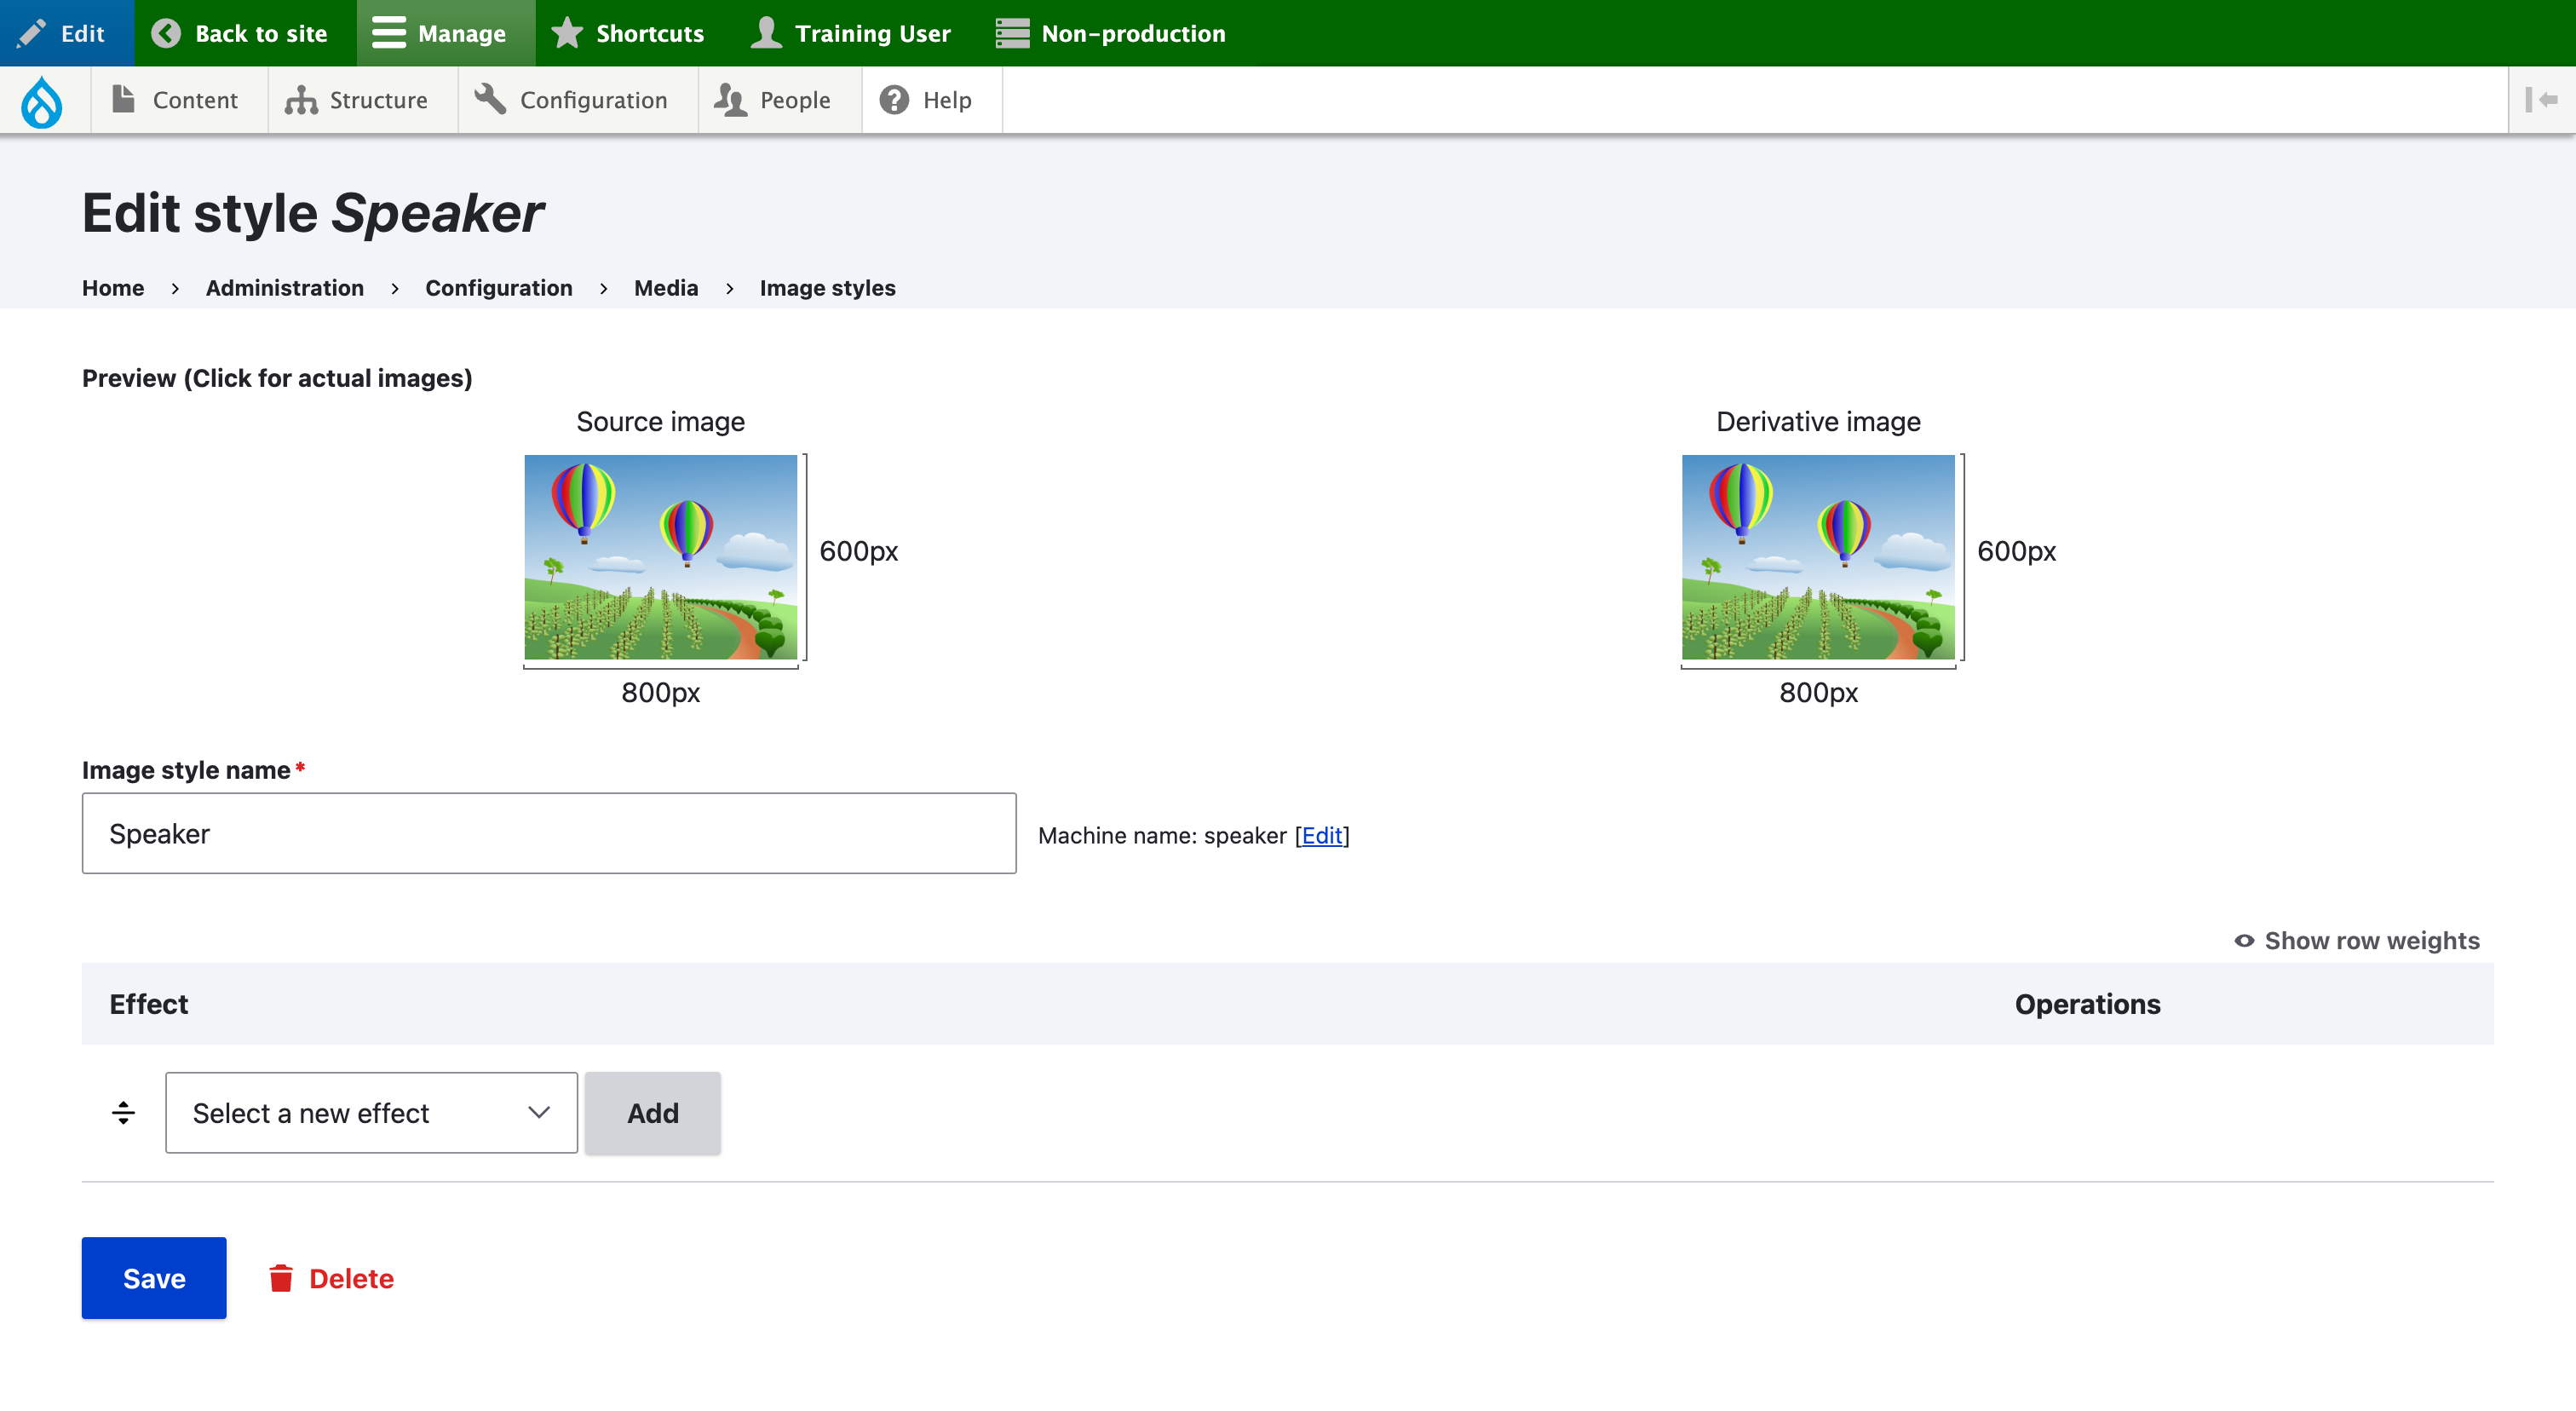 Edit Back to site Manage Shortcuts Training User Non-production
Content Structure Configuration People Help
Edit style Speaker
Home › Administration › Configuration › Media › Image styles
Preview (Click for actual images)
Source image
600px
800px
Derivative image
600px
800px
Image style name*
Speaker
Machine name: speaker [Edit]
Show row weights
Effect Operations
Select a new effect Add
Save Delete